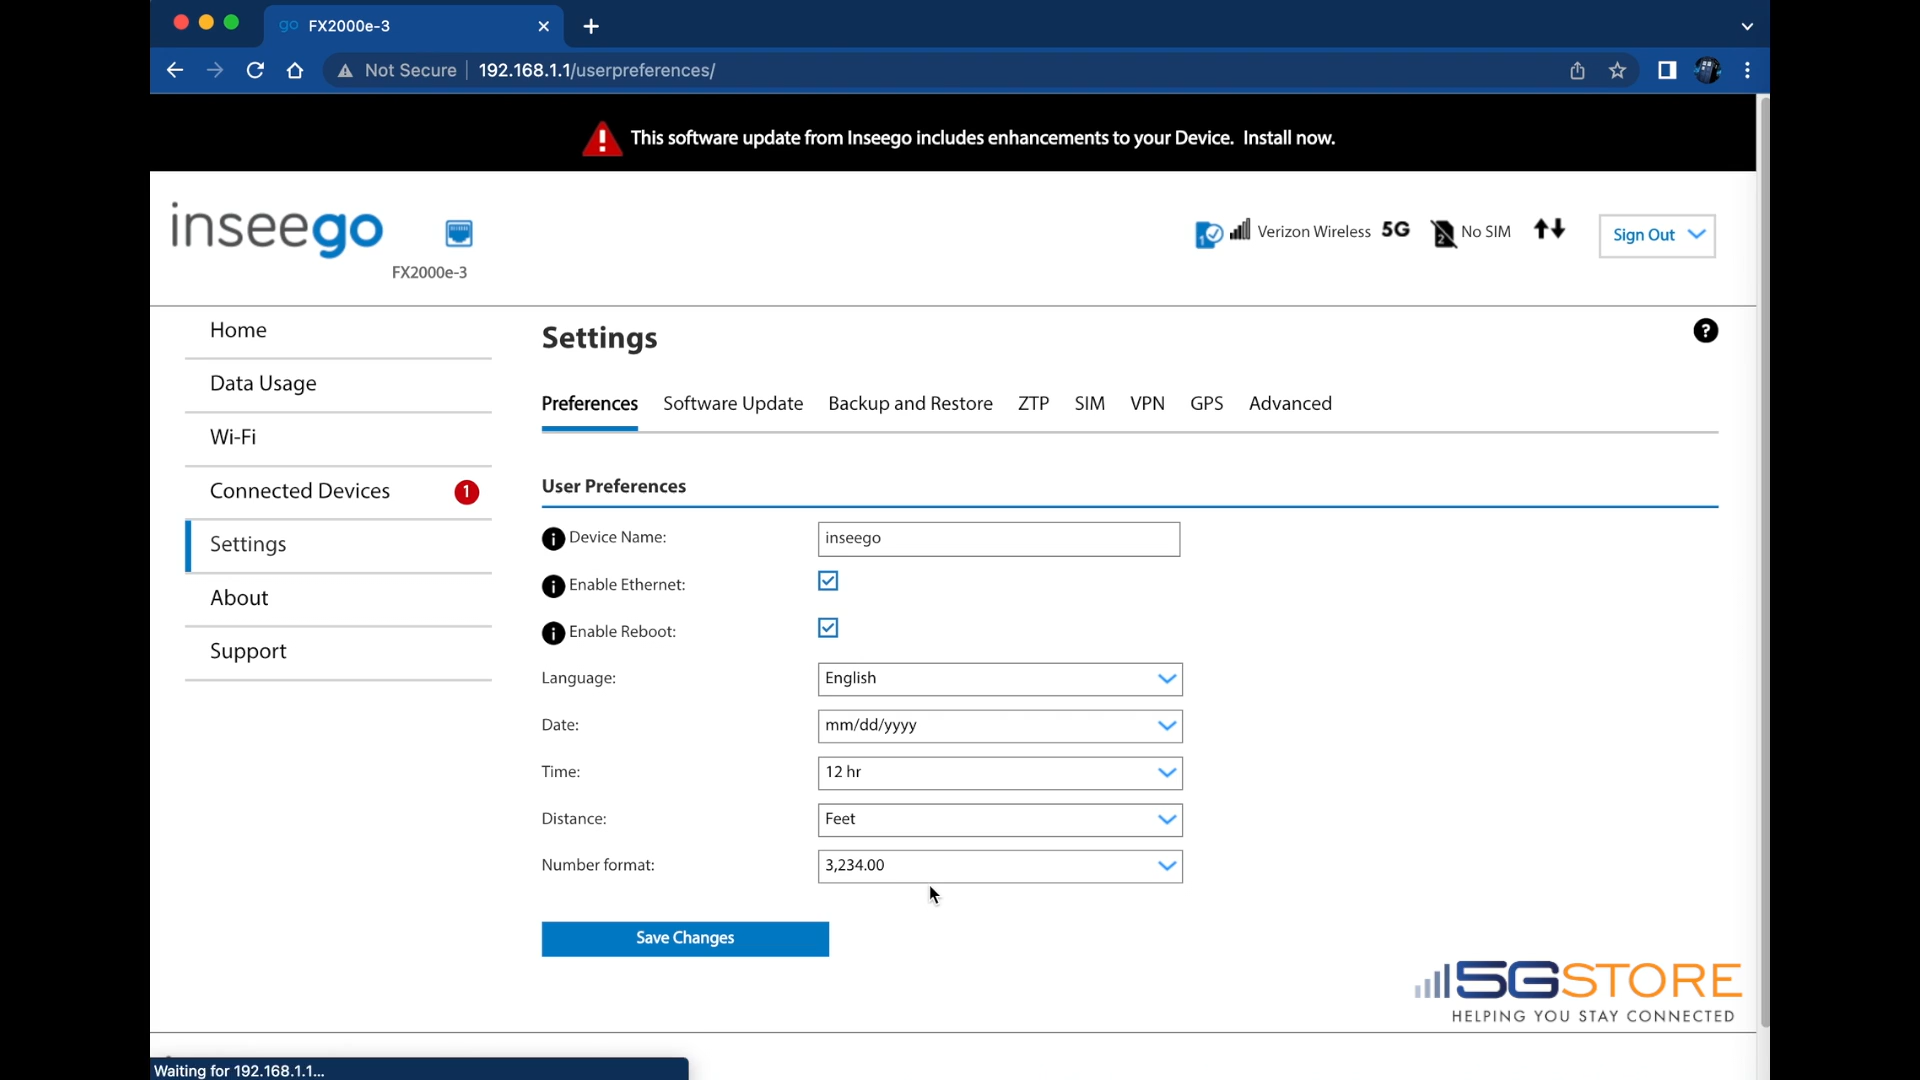 go FX2000e-3
Not Secure 192.168.1.1/userpreferences/
This software update from Inseego includes enhancements to your Device. Install now.
inseego
FX2000e-3
1 Verizon Wireless 5G 2 No SIM Sign Out
Home
Data Usage
Wi-Fi
Connected Devices 1
Settings
About
Support
Settings
Preferences Software Update Backup and Restore ZTP SIM VPN GPS Advanced
User Preferences
Device Name: inseego
Enable Ethernet:
Enable Reboot:
Language: English
Date: mm/dd/yyyy
Time: 12 hr
Distance: Feet
Number format: 3,234.00
Save Changes
5GSTORE
HELPING YOU STAY CONNECTED
Waiting for 192.168.1.1...